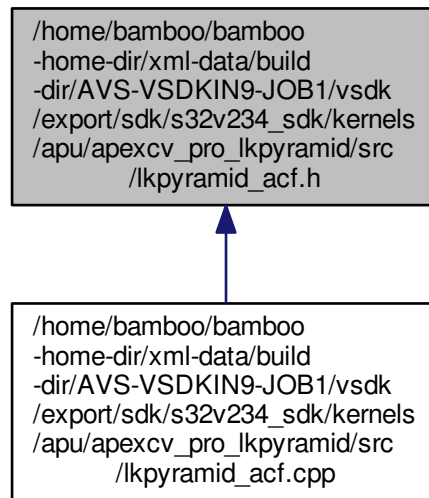 /home/bamboo/bamboo
-home-dir/xml-data/build
-dir/AVS-VSDKIN9-JOB1/vsdk
/export/sdk/s32v234_sdk/kernels
/apu/apexcv_pro_lkpyramid/src
/lkpyramid_acf.h
/home/bamboo/bamboo
-home-dir/xml-data/build
-dir/AVS-VSDKIN9-JOB1/vsdk
/export/sdk/s32v234_sdk/kernels
/apu/apexcv_pro_lkpyramid/src
/lkpyramid_acf.cpp